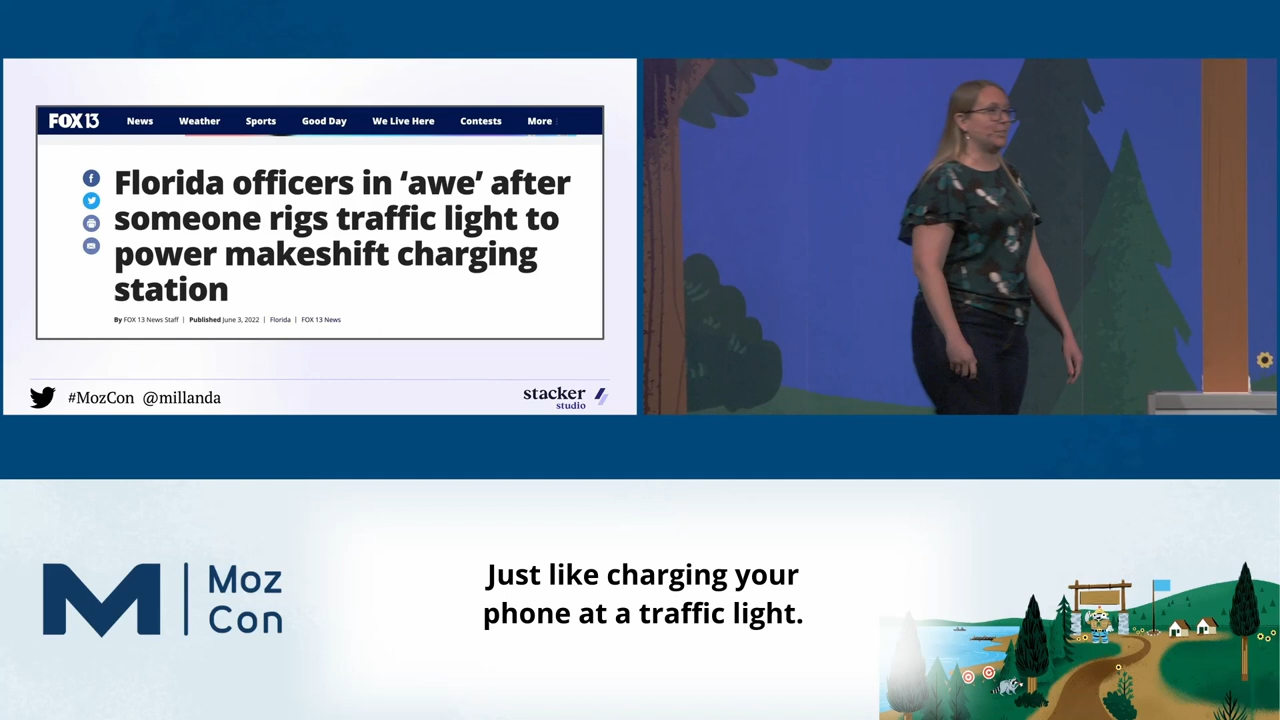 FOX 13 News Weather Sports Good Day We Live Here Contests More
Florida officers in ‘awe’ after
someone rigs traffic light to
power makeshift charging
station
By FOX 13 News Staff | Published June 3, 2022 | Florida | FOX 13 News
#MozCon @millanda
stacker
studio
Moz
Con
Just like charging your
phone at a traffic light.